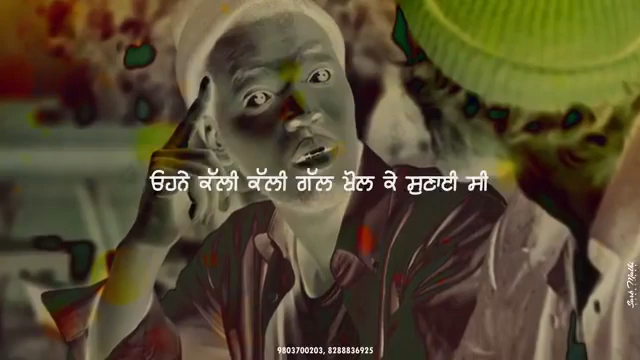 ਓਹਨੇ ਕੱਲੀ ਕੱਲੀ ਗੱਲ ਖ਼ੋਲ ਕੇ ਸੁਣਾਈ ਸੀ
9803700203, 8288836925